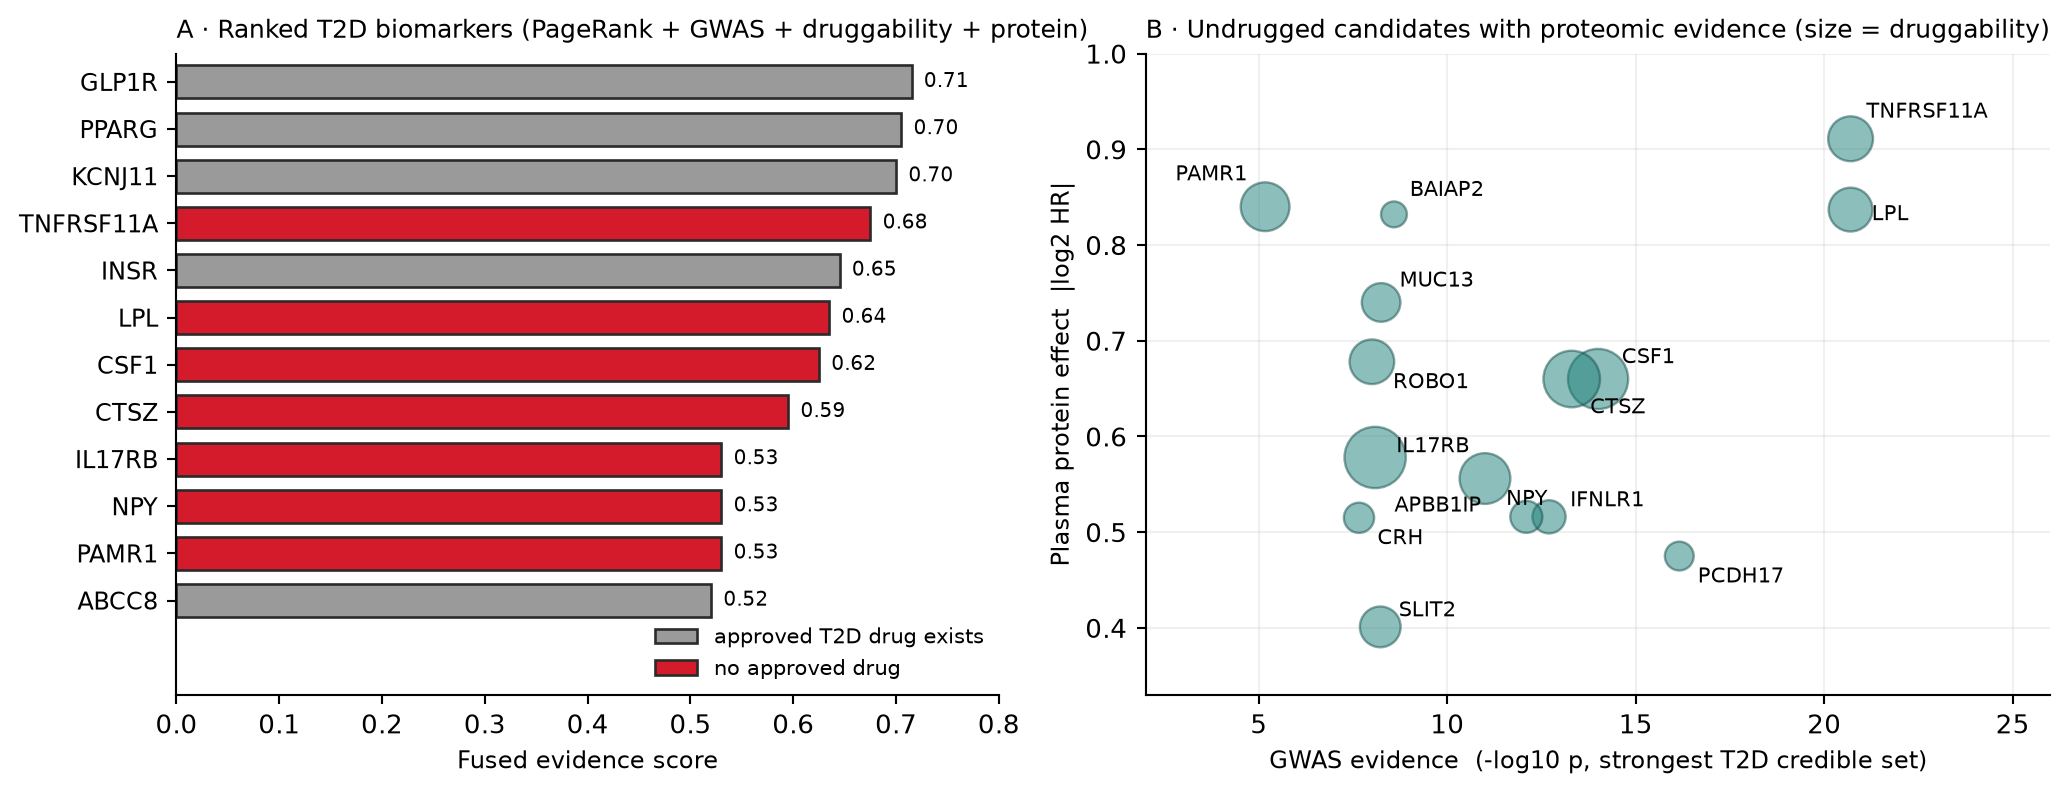 A · Ranked T2D biomarkers (PageRank + GWAS + druggability + protein)
GLP1R
0.71
PPARG
0.70
KCNJ11
0.70
TNFRSF11A
0.68
INSR
0.65
LPL
0.64
CSF1
0.62
CTSZ
0.59
IL17RB
0.53
NPY
0.53
PAMR1
0.53
ABCC8
0.52
approved T2D drug exists
no approved drug
0.0 0.1 0.2 0.3 0.4 0.5 0.6 0.7 0.8
Fused evidence score
B · Undrugged candidates with proteomic evidence (size = druggability)
Plasma protein effect |log2 HR|
1.0
0.9
0.8
0.7
0.6
0.5
0.4
TNFRSF11A
PAMR1
BAIAP2
LPL
MUC13
CSF1
ROBO1
CTSZ
IL17RB
APBB1IP
NPY
IFNLR1
CRH
PCDH17
SLIT2
5 10 15 20 25
GWAS evidence (-log10 p, strongest T2D credible set)